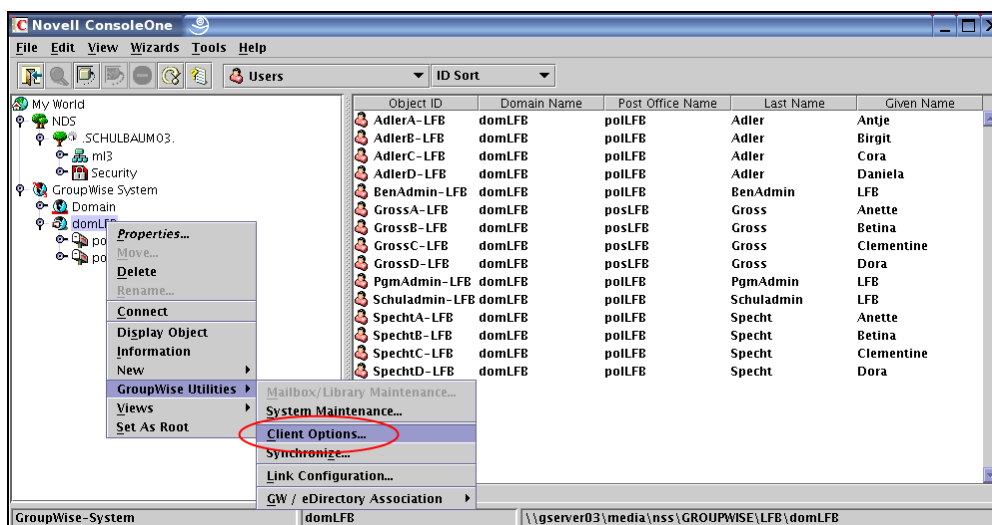 Novell ConsoleOne
File Edit View Wizards Tools Help
Users ID Sort
My World
NDS
.SCHULBAUM03.
ml3
Security
GroupWise System
Domain
domLFB
po
po
Properties...
Move...
Delete
Rename...
Connect
Display Object
Information
New
GroupWise Utilities
Views
Set As Root
Mailbox/Library Maintenance...
System Maintenance...
Client Options...
Synchronize...
Link Configuration...
GW / eDirectory Association
Object ID Domain Name Post Office Name Last Name Given Name
AdlerA-LFB domLFB polLFB Adler Antje
AdlerB-LFB domLFB polLFB Adler Birgit
AdlerC-LFB domLFB polLFB Adler Cora
AdlerD-LFB domLFB polLFB Adler Daniela
BenAdmin-LFB domLFB polLFB BenAdmin LFB
GrossA-LFB domLFB posLFB Gross Anette
GrossB-LFB domLFB posLFB Gross Betina
GrossC-LFB domLFB posLFB Gross Clementine
GrossD-LFB domLFB posLFB Gross Dora
PgmAdmin-LFB domLFB polLFB PgmAdmin LFB
Schuladmin-LFB domLFB polLFB Schuladmin LFB
SpechtA-LFB domLFB polLFB Specht Anette
SpechtB-LFB domLFB polLFB Specht Betina
SpechtC-LFB domLFB polLFB Specht Clementine
SpechtD-LFB domLFB polLFB Specht Dora
GroupWise-System domLFB \\gserver03\media\nss\GROUPWISE\LFB\domLFB